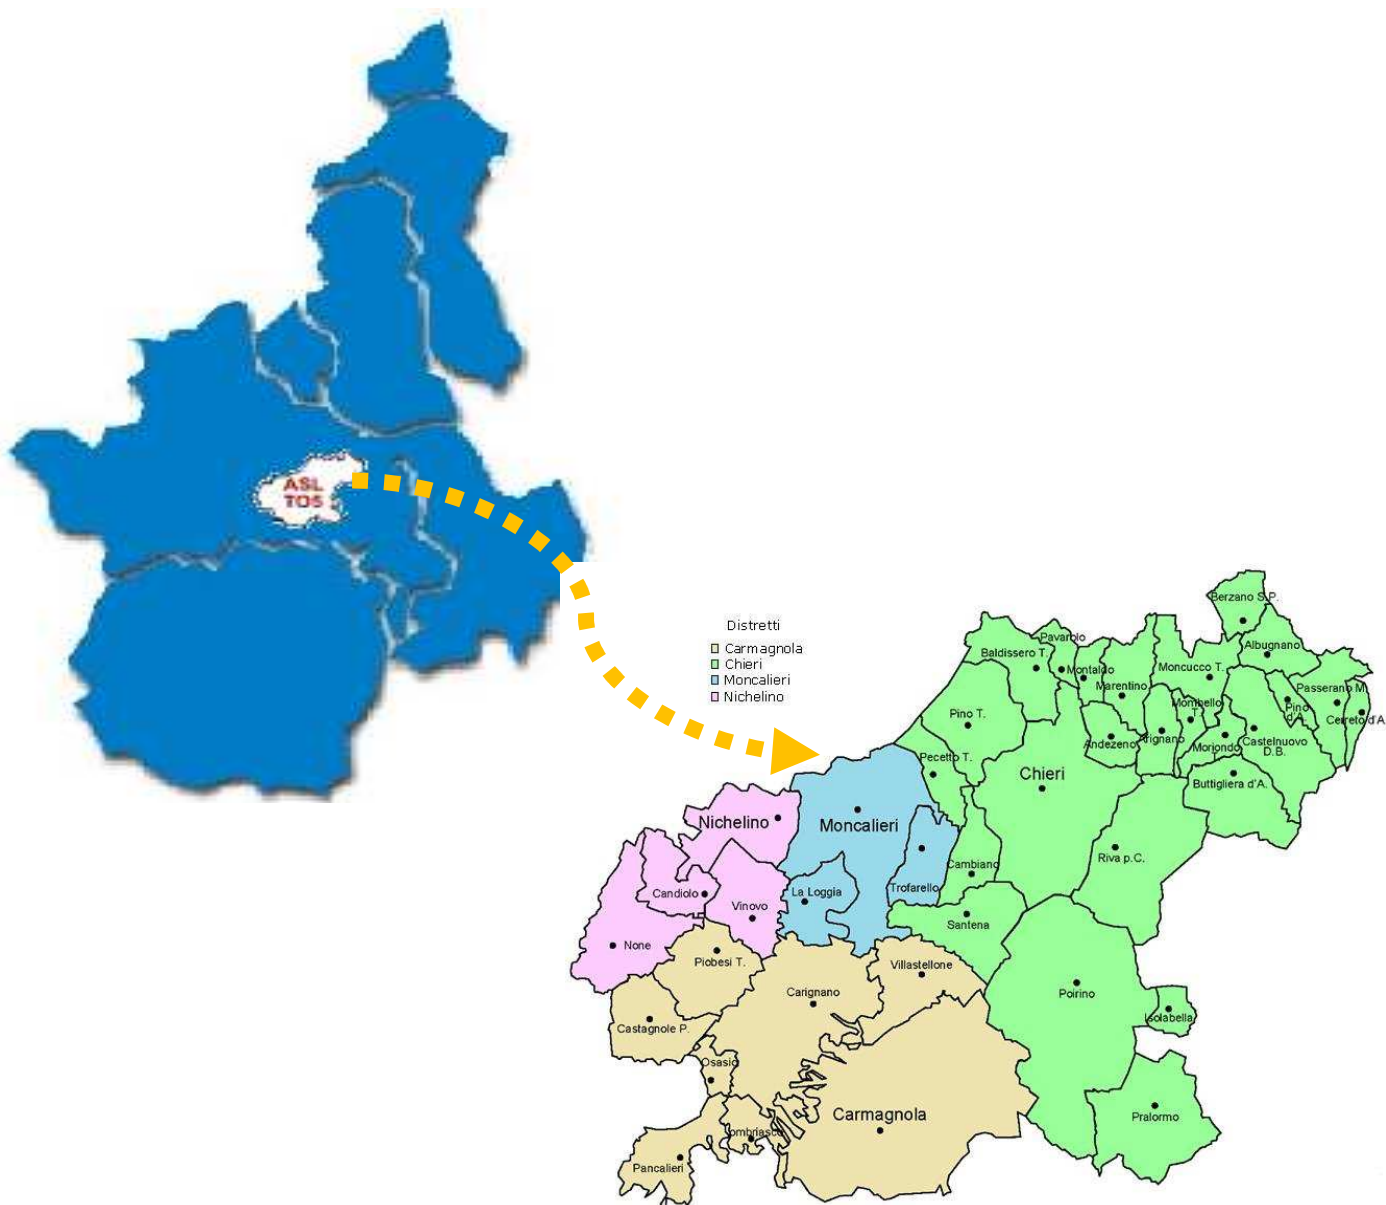 ASL
TO5
Distretti
Carmagnola
Chieri
Moncalieri
Nichelino
Berzano S.P.
Pavarolo
Albugnano
Baldissero T.
Montaldo
Moncucco T.
Marentino
Passerano M.
Mombello
T.
Pino
d'A.
Cerreto d'A.
Pino T.
Andezeno
Arignano
Moriondo
Castelnuovo
D.B.
Pecetto T.
Chieri
Buttigliera d'A.
Nichelino
Moncalieri
Riva p.C.
Cambiano
Candiolo
La Loggia
Trofarello
Vinovo
Santena
None
Piobesi T.
Villastellone
Carignano
Poirino
Isolabella
Castagnole P.
Osasio
Carmagnola
Pralormo
ombriasco
Pancalieri